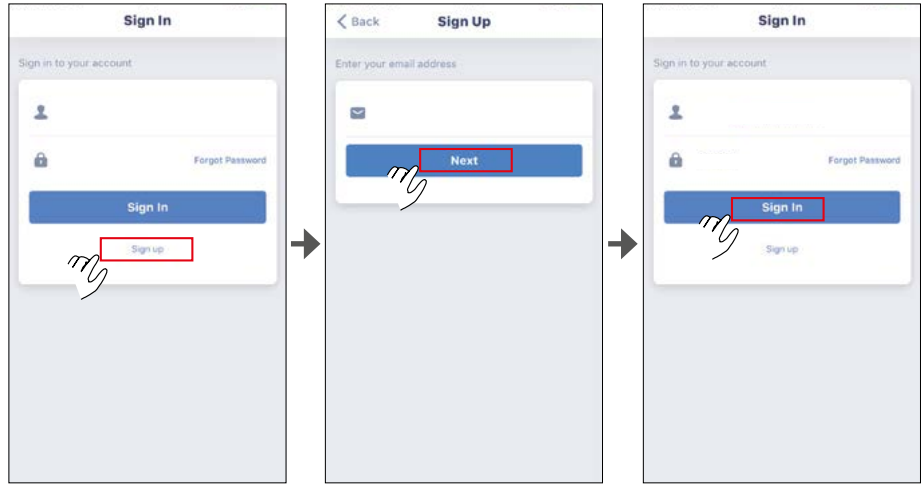 Sign In
Sign in to your account
Forgot Password
Sign In
Sign up
Back Sign Up
Enter your email address
Next
Sign In
Sign in to your account
Forgot Password
Sign In
Sign up